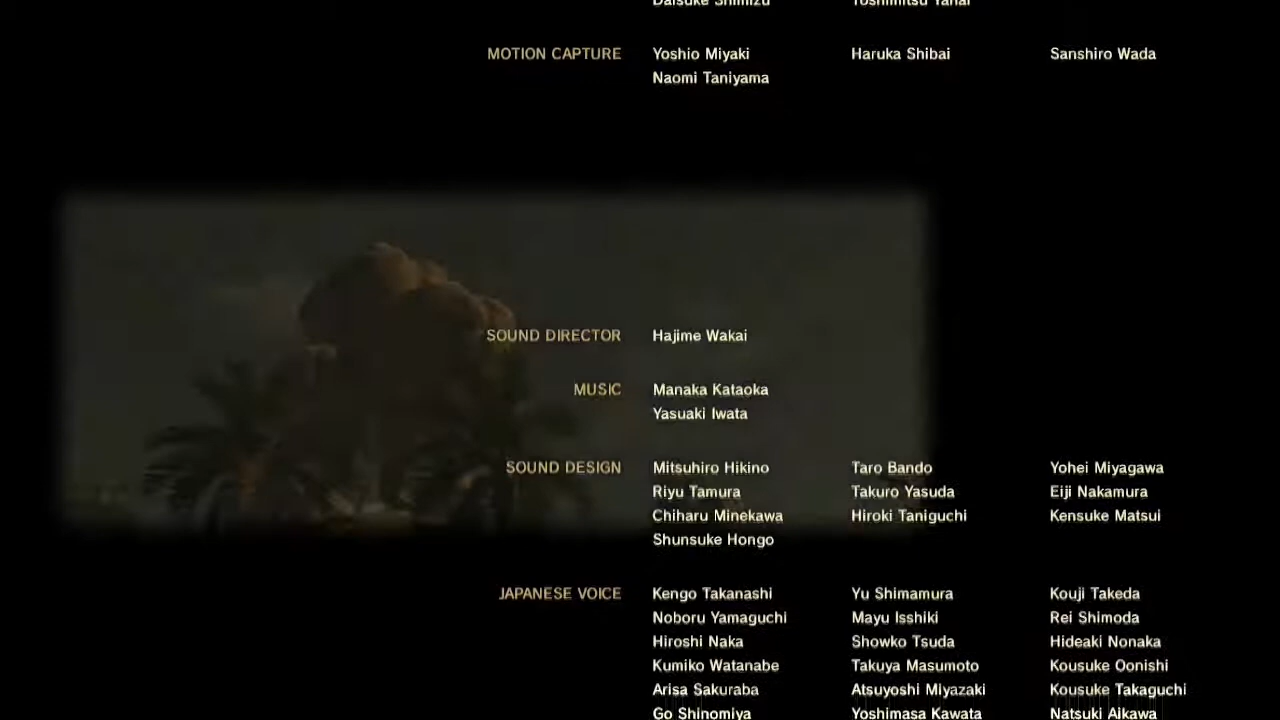 Daisuke Shimizu Yoshimitsu Yanai
MOTION CAPTURE Yoshio Miyaki Haruka Shibai Sanshiro Wada
Naomi Taniyama
SOUND DIRECTOR Hajime Wakai
MUSIC Manaka Kataoka
Yasuaki Iwata
SOUND DESIGN Mitsuhiro Hikino Taro Bando Yohei Miyagawa
Riyu Tamura Takuro Yasuda Eiji Nakamura
Chiharu Minekawa Hiroki Taniguchi Kensuke Matsui
Shunsuke Hongo
JAPANESE VOICE Kengo Takanashi Yu Shimamura Kouji Takeda
Noboru Yamaguchi Mayu Isshiki Rei Shimoda
Hiroshi Naka Showko Tsuda Hideaki Nonaka
Kumiko Watanabe Takuya Masumoto Kousuke Oonishi
Arisa Sakuraba Atsuyoshi Miyazaki Kousuke Takaguchi
Go Shinomiya Yoshimasa Kawata Natsuki Aikawa